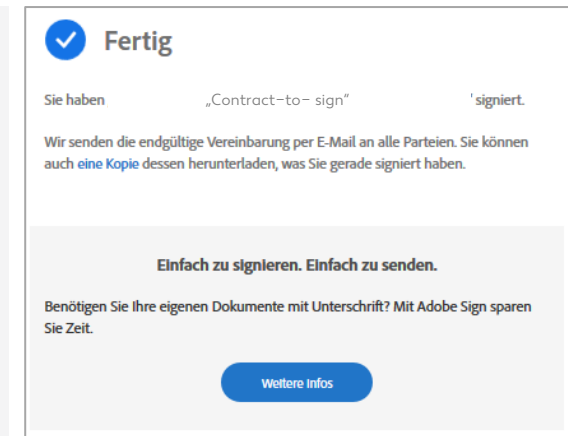 Fertig
Sie haben „Contract-to- sign“ ' signiert.
Wir senden die endgültige Vereinbarung per E-Mail an alle Parteien. Sie können
auch eine Kopie dessen herunterladen, was Sie gerade signiert haben.
Einfach zu signieren. Einfach zu senden.
Benötigen Sie Ihre eigenen Dokumente mit Unterschrift? Mit Adobe Sign sparen
Sie Zeit.
Weitere Infos